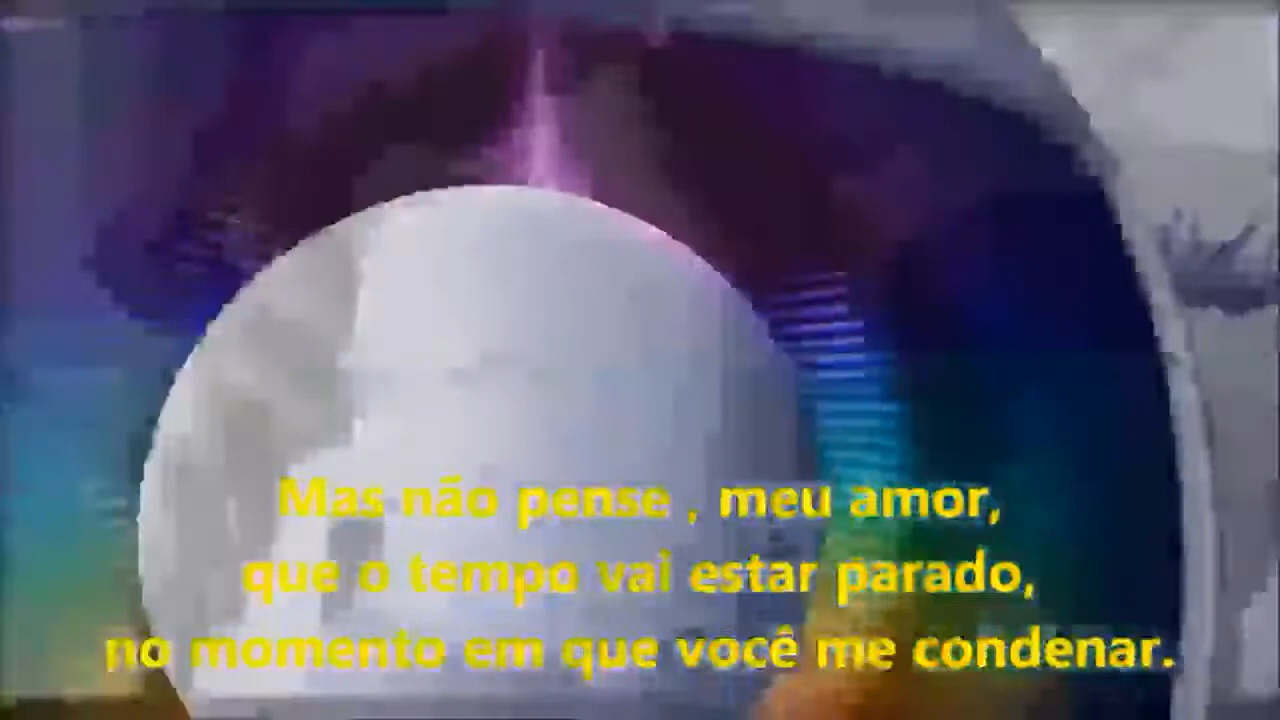 Mas não pense , meu amor,
que o tempo vai estar parado,
no momento em que você me condenar.